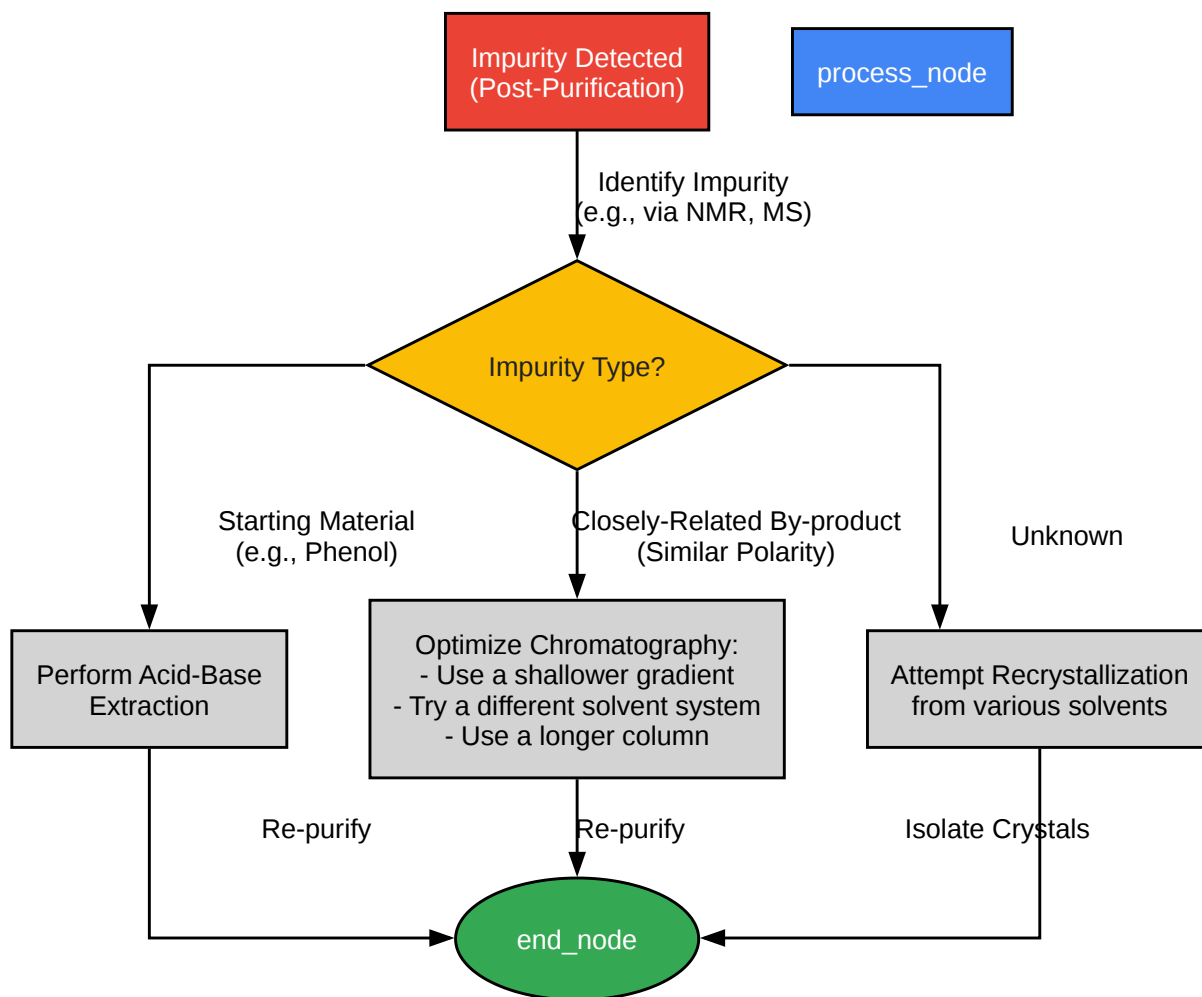 Impurity Detected
(Post-Purification)
process_node
Identify Impurity
(e.g., via NMR, MS)
Impurity Type?
Starting Material
(e.g., Phenol)
Closely-Related By-product
(Similar Polarity)
Unknown
Perform Acid-Base
Extraction
Optimize Chromatography:
- Use a shallower gradient
- Try a different solvent system
- Use a longer column
Attempt Recrystallization
from various solvents
Re-purify
Re-purify
Isolate Crystals
end_node